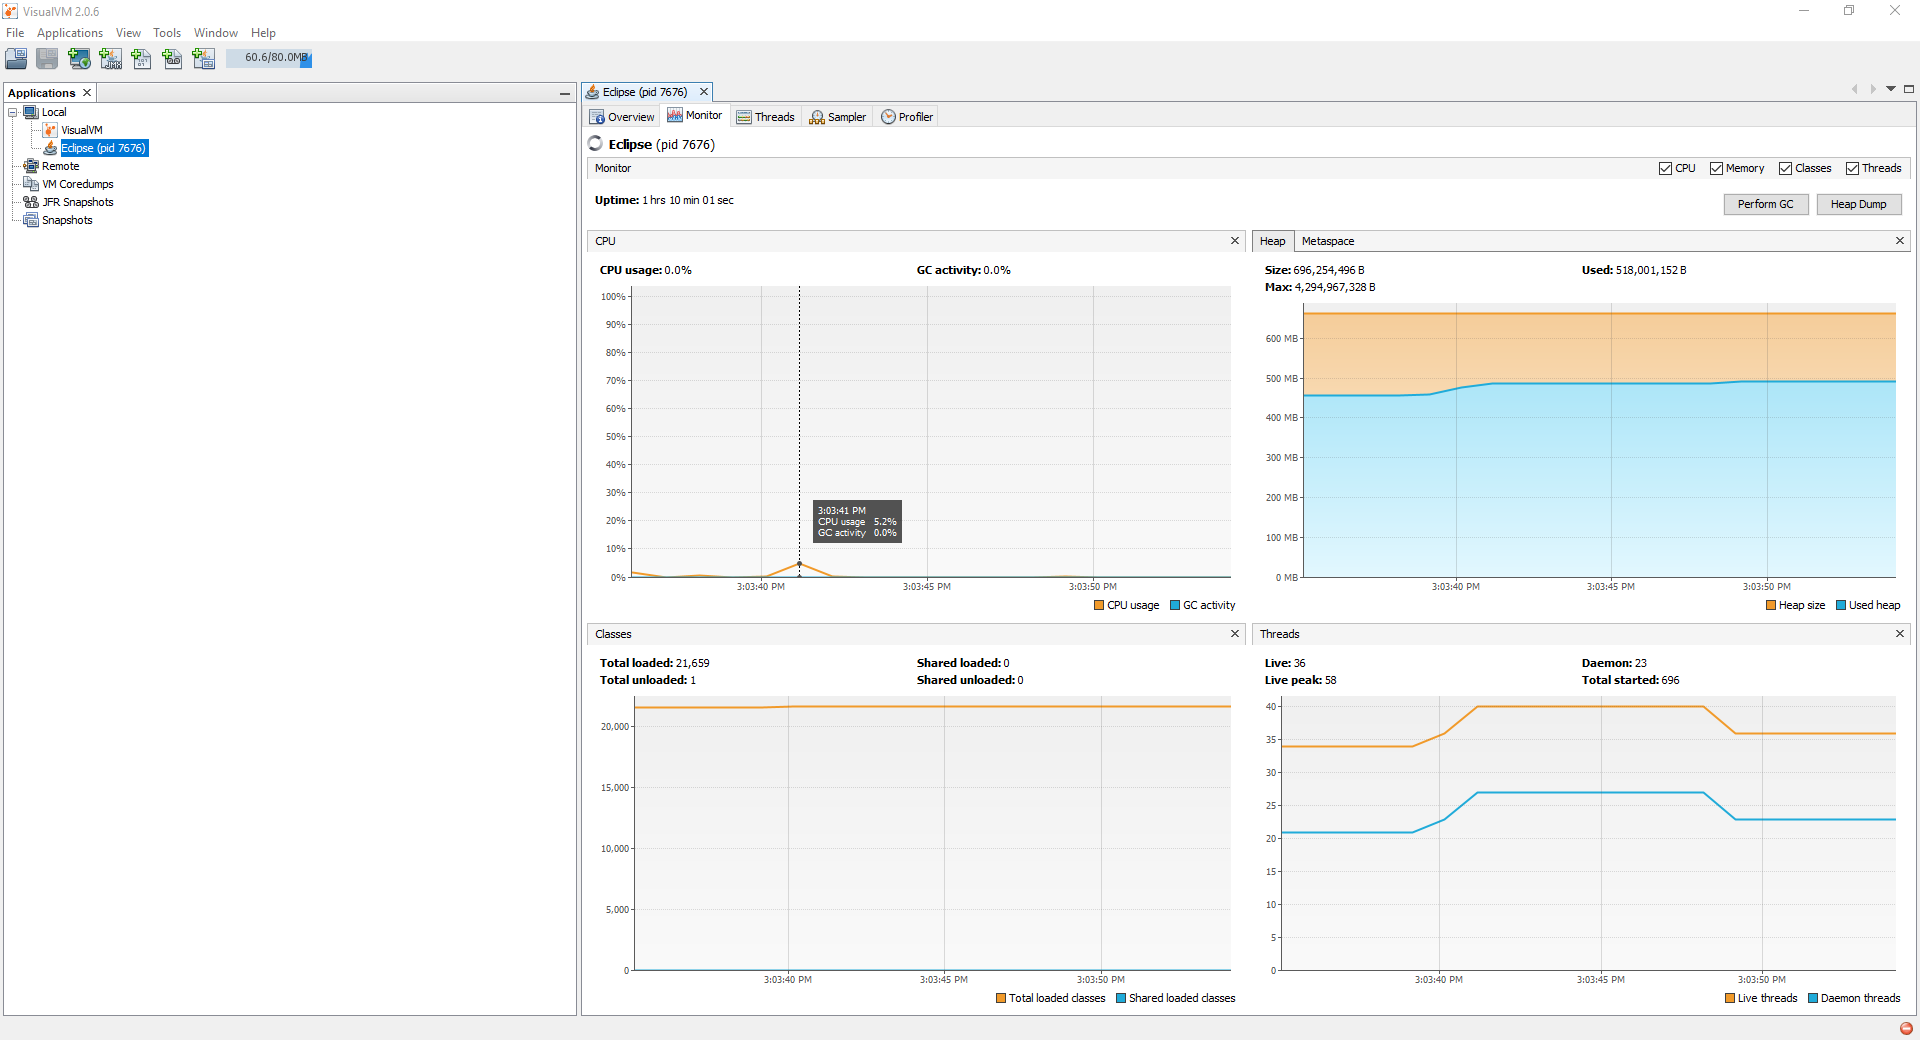 VisualVM 2.0.6
File Applications View Tools Window Help
60.6/80.0MB
Applications
Local
VisualVM
Eclipse (pid 7676)
Remote
VM Coredumps
JFR Snapshots
Snapshots
Eclipse (pid 7676)
Overview Monitor Threads Sampler Profiler
Eclipse (pid 7676)
Monitor
CPU Memory Classes Threads
Uptime: 1 hrs 10 min 01 sec
Perform GC Heap Dump
CPU
CPU usage: 0.0% GC activity: 0.0%
100%
90%
80%
70%
60%
50%
40%
30%
20%
10%
0%
3:03:41 PM
CPU usage 5.2%
GC activity 0.0%
3:03:40 PM 3:03:45 PM 3:03:50 PM
CPU usage GC activity
Heap Metaspace
Size: 696,254,496 B Used: 518,001,152 B
Max: 4,294,967,328 B
600 MB
500 MB
400 MB
300 MB
200 MB
100 MB
0 MB
3:03:40 PM 3:03:45 PM 3:03:50 PM
Heap size Used heap
Classes
Total loaded: 21,659 Shared loaded: 0
Total unloaded: 1 Shared unloaded: 0
20,000
15,000
10,000
5,000
0
3:03:40 PM 3:03:45 PM 3:03:50 PM
Total loaded classes Shared loaded classes
Threads
Live: 36 Daemon: 23
Live peak: 58 Total started: 696
40
35
30
25
20
15
10
5
0
3:03:40 PM 3:03:45 PM 3:03:50 PM
Live threads Daemon threads